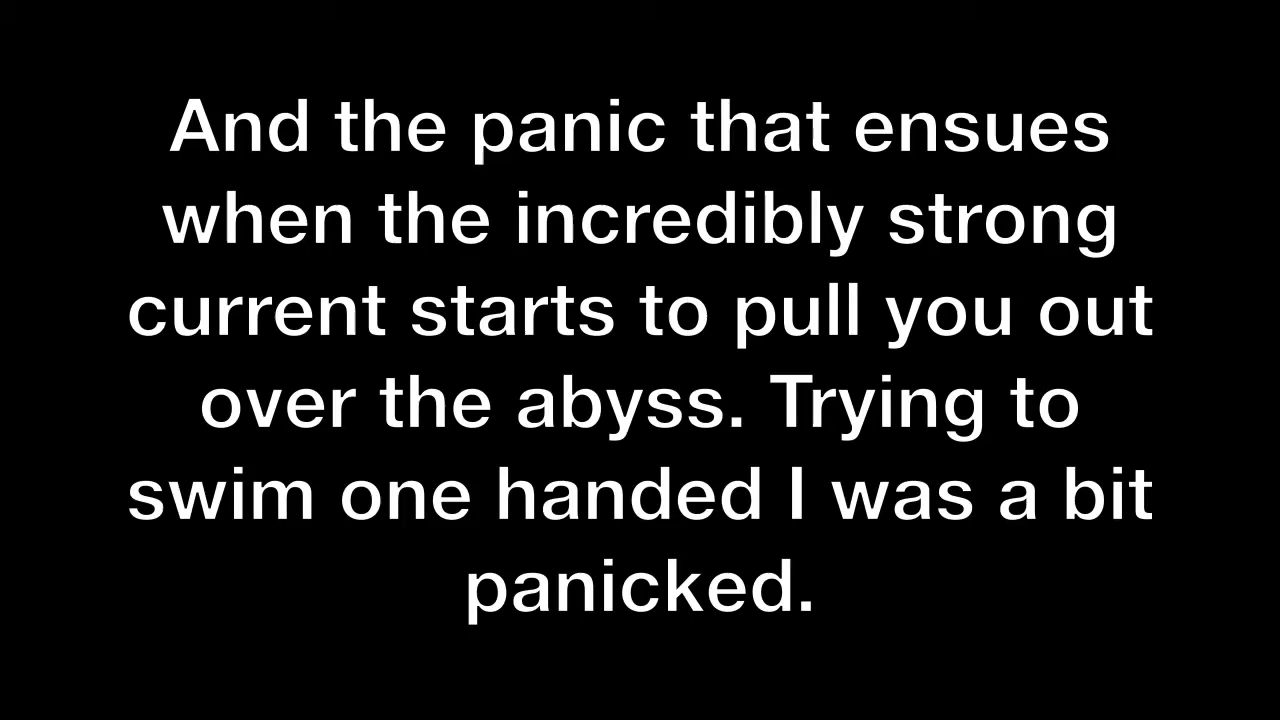 And the panic that ensues
when the incredibly strong
current starts to pull you out
over the abyss. Trying to
swim one handed I was a bit
panicked.